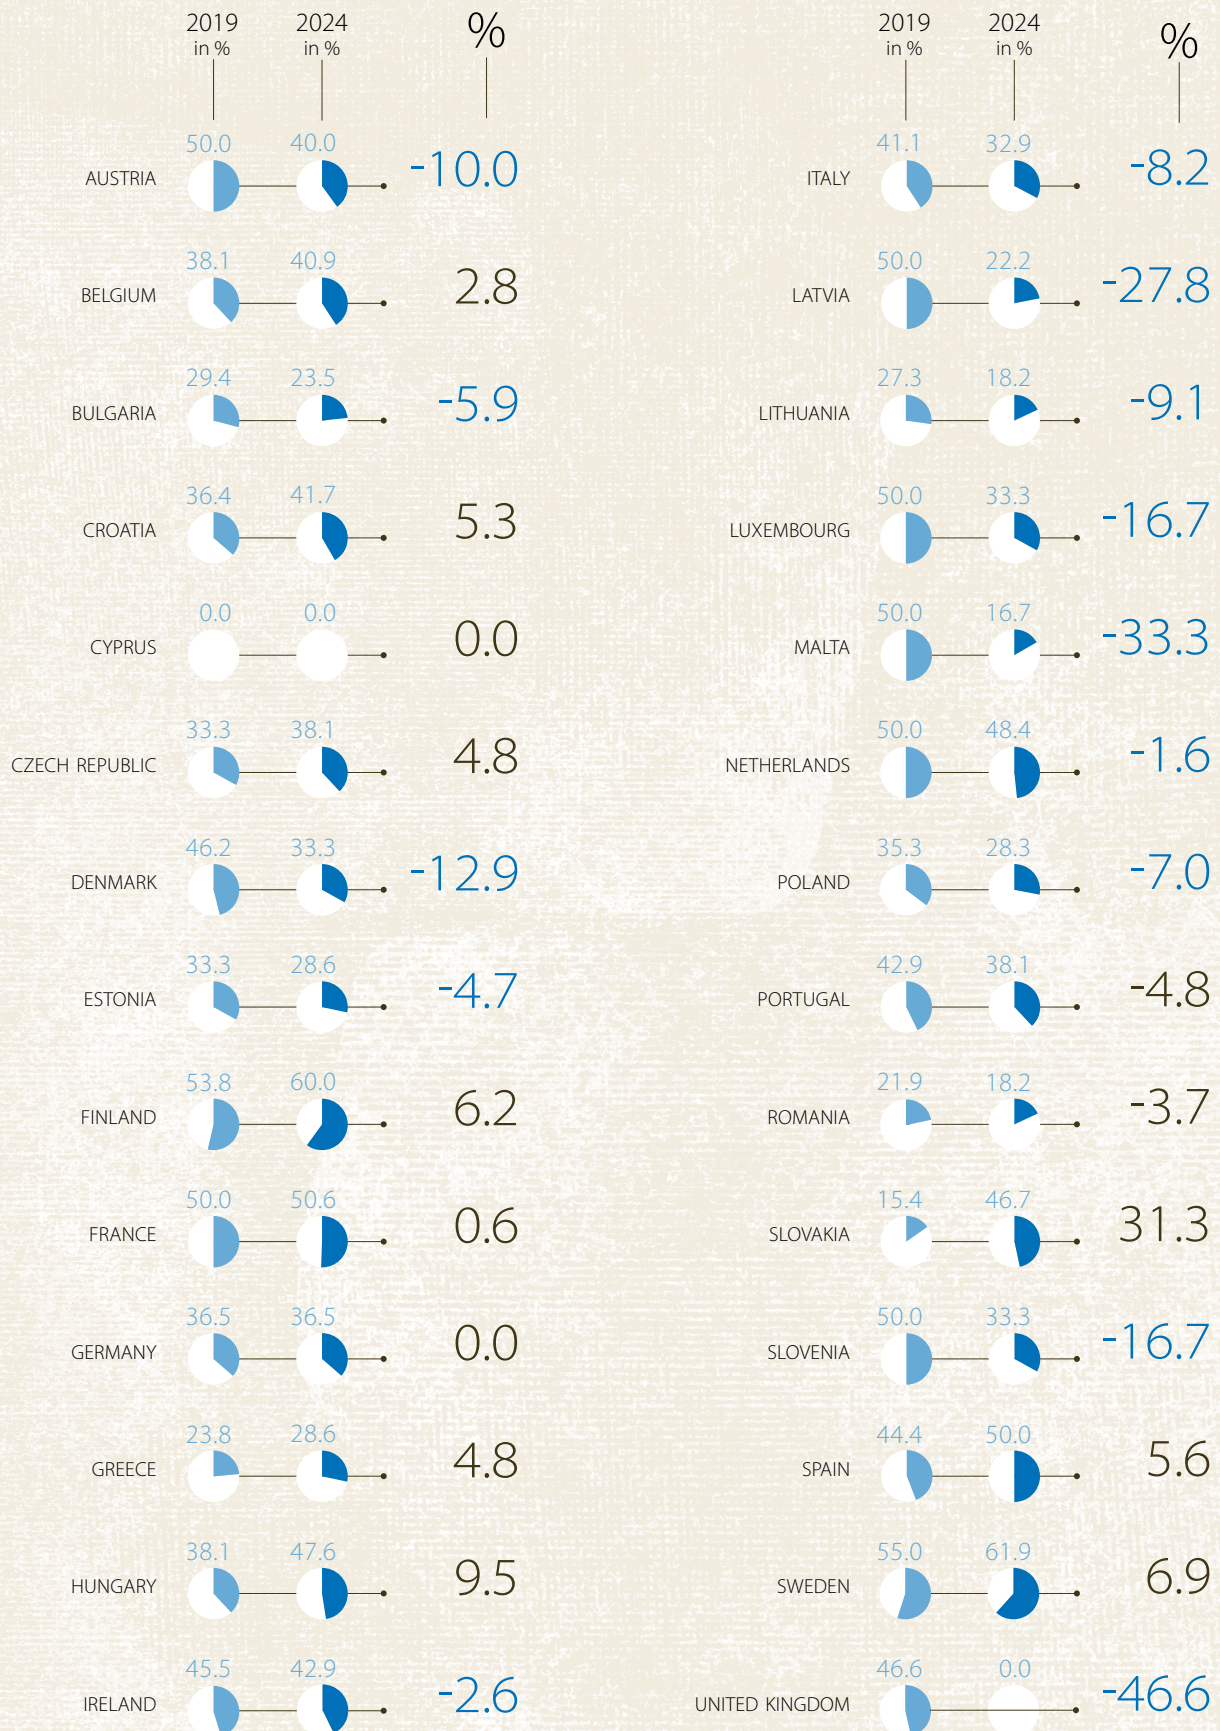 2019 2024 %
in % in %
50.0 40.0
AUSTRIA -10.0
38.1 40.9
BELGIUM 2.8
29.4 23.5
BULGARIA -5.9
36.4 41.7
CROATIA 5.3
0.0 0.0
CYPRUS 0.0
33.3 38.1
CZECH REPUBLIC 4.8
46.2 33.3
DENMARK -12.9
33.3 28.6
ESTONIA -4.7
53.8 60.0
FINLAND 6.2
50.0 50.6
FRANCE 0.6
36.5 36.5
GERMANY 0.0
23.8 28.6
GREECE 4.8
38.1 47.6
HUNGARY 9.5
45.5 42.9
IRELAND -2.6
2019 2024 %
in % in %
41.1 32.9
ITALY -8.2
50.0 22.2
LATVIA -27.8
27.3 18.2
LITHUANIA -9.1
50.0 33.3
LUXEMBOURG -16.7
50.0 16.7
MALTA -33.3
50.0 48.4
NETHERLANDS -1.6
35.3 28.3
POLAND -7.0
42.9 38.1
PORTUGAL -4.8
21.9 18.2
ROMANIA -3.7
15.4 46.7
SLOVAKIA 31.3
50.0 33.3
SLOVENIA -16.7
44.4 50.0
SPAIN 5.6
55.0 61.9
SWEDEN 6.9
46.6 0.0
UNITED KINGDOM -46.6